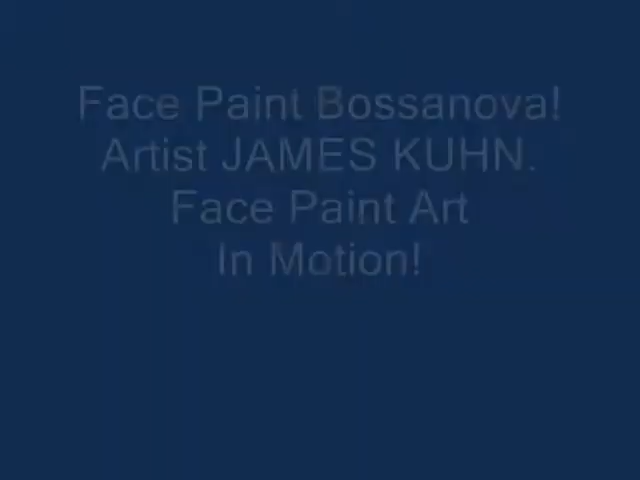 Face Paint Bossanova!
Artist JAMES KUHN.
Face Paint Art
In Motion!